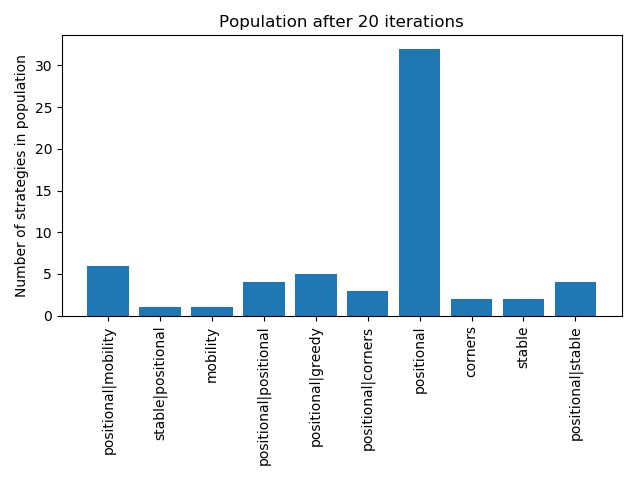 Population after 20 iterations
Number of strategies in population
30
25
20
15
10
5
0
positional|mobility
stable|positional
mobility
positional|positional
positional|greedy
positional|corners
positional
corners
stable
positional|stable